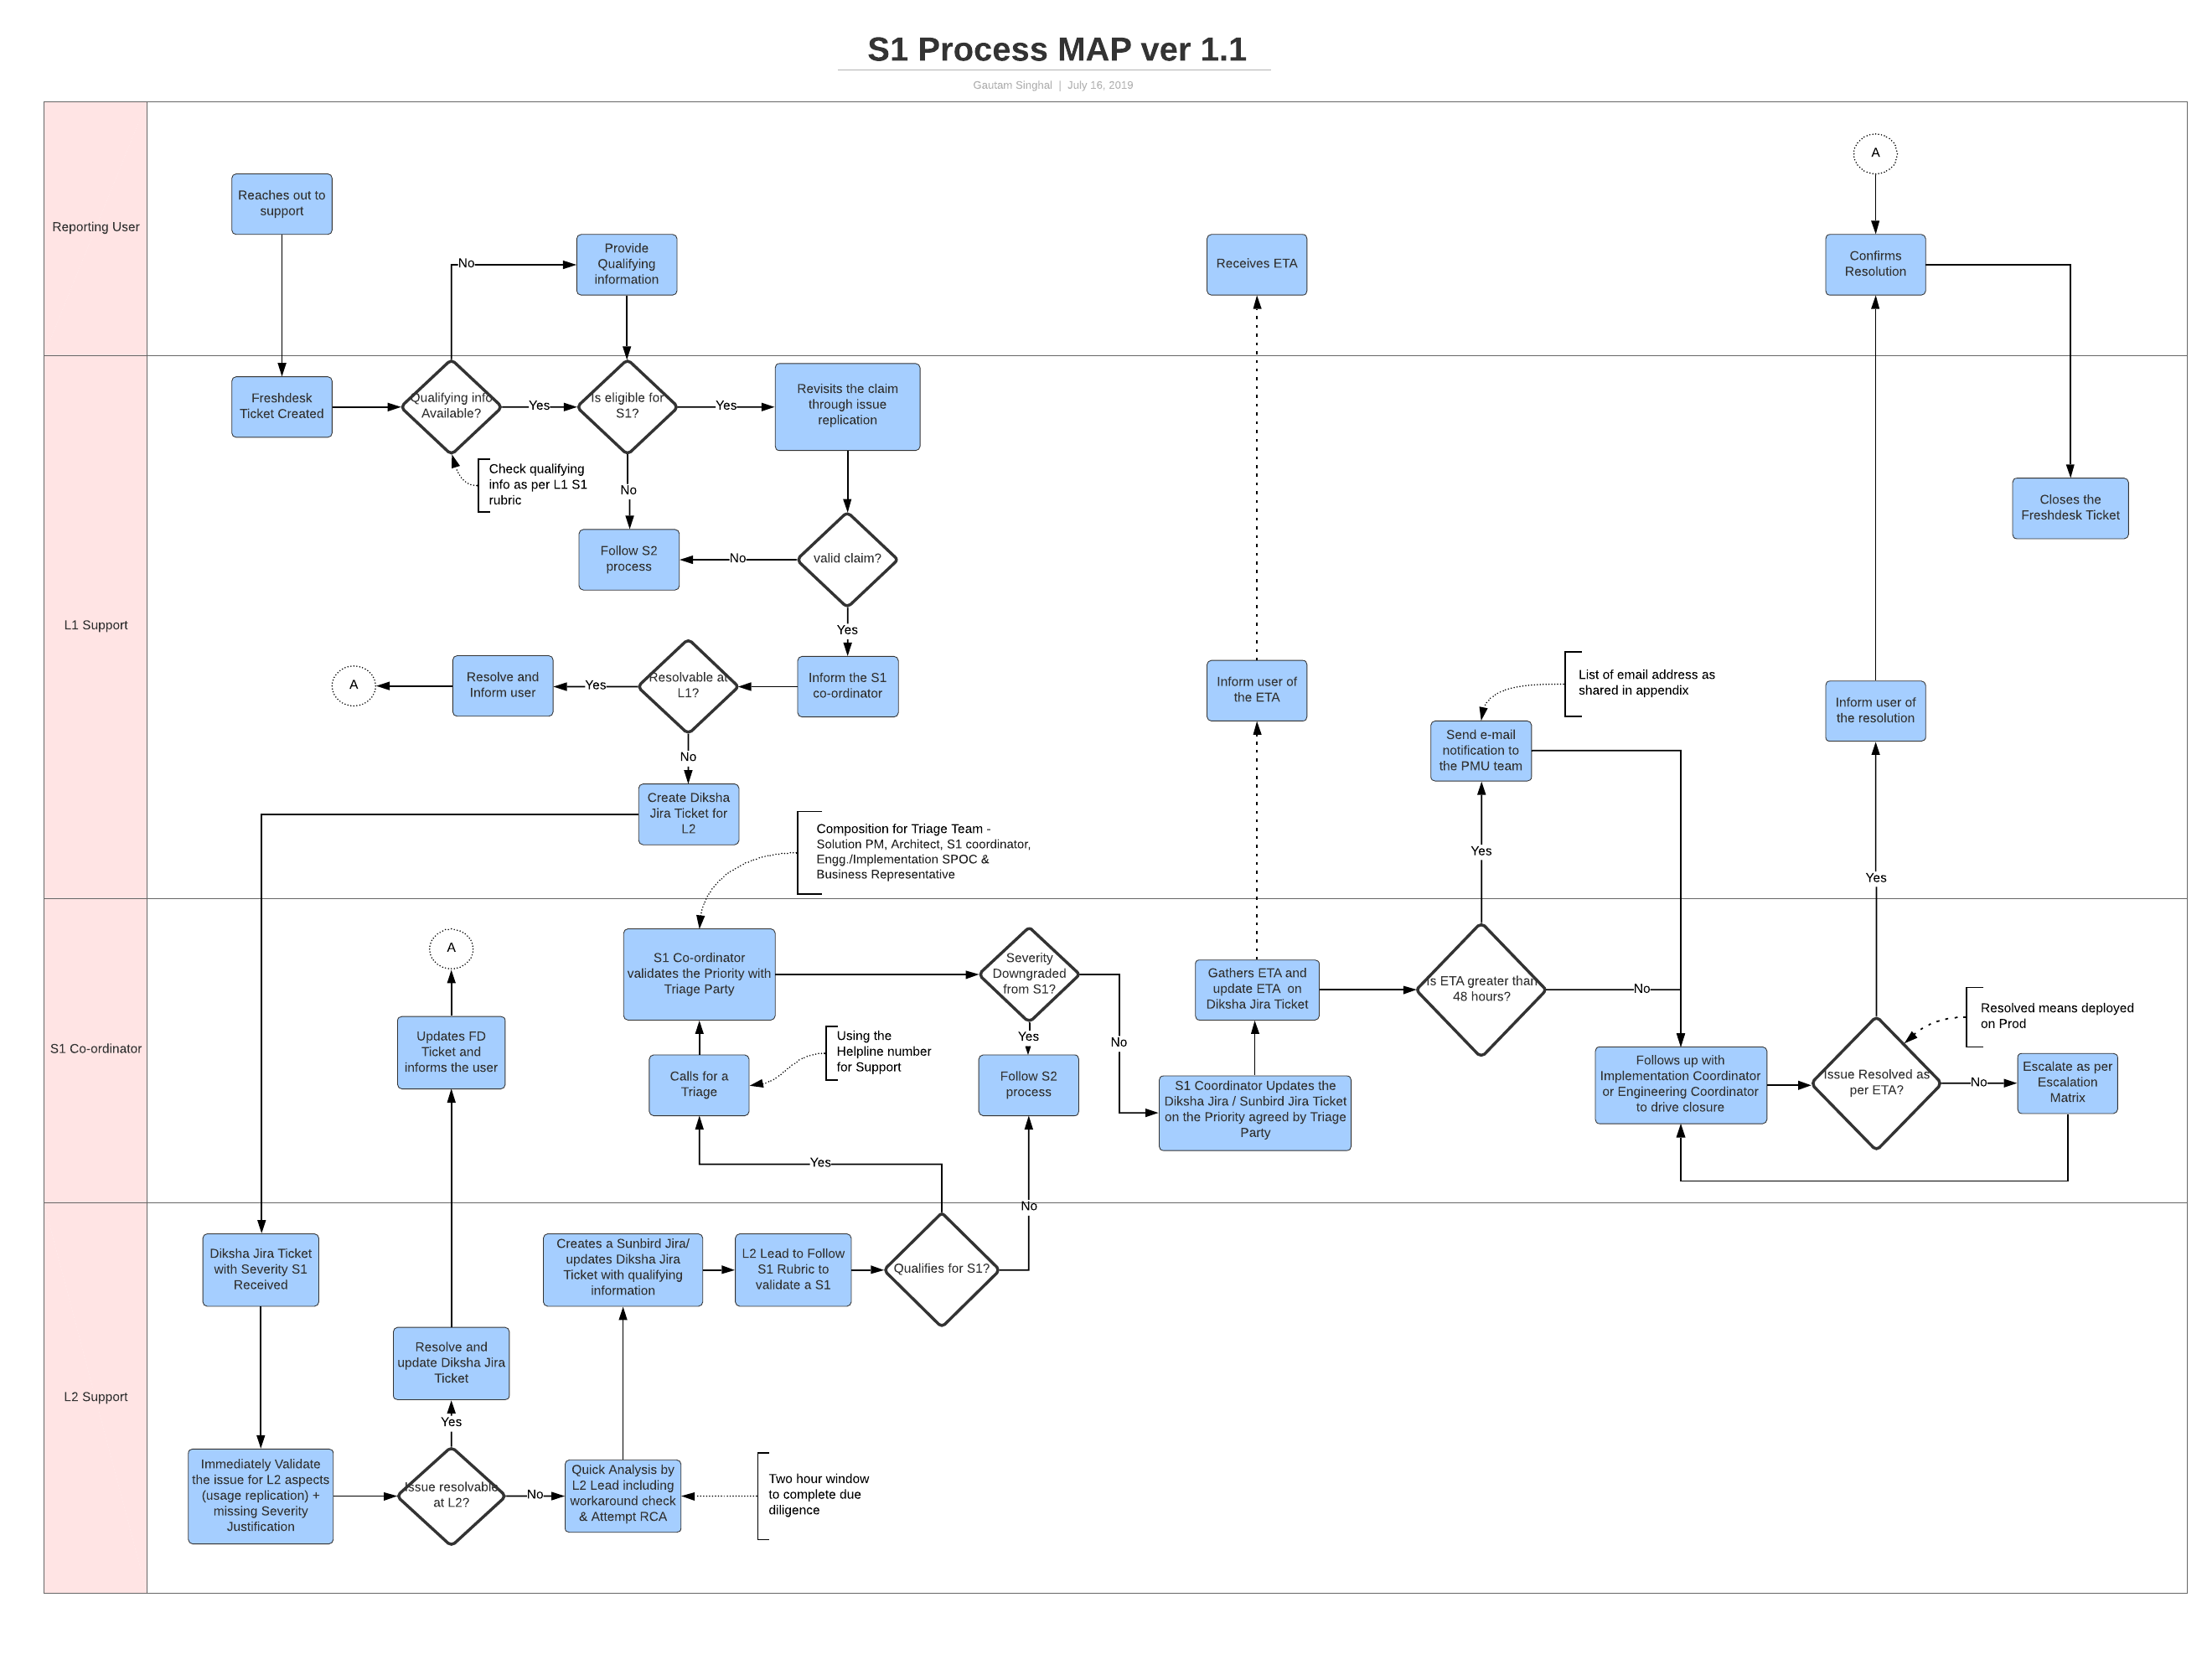 S1 Process MAP ver 1.1
Gautam Singhal | July 16, 2019
Reporting User
A
Reaches out to
support
No
Provide
Qualifying
information
Receives ETA
Confirms
Resolution
L1 Support
Freshdesk
Ticket Created
Qualifying info
Available?
Yes
Is eligible for
S1?
Yes
Revisits the claim
through issue
replication
Check qualifying
info as per L1 S1
rubric
No
Closes the
Freshdesk Ticket
Follow S2
process
No
valid claim?
Yes
A
Resolve and
Inform user
Yes
Resolvable at
L1?
Inform the S1
co-ordinator
Inform user of
the ETA
List of email address as
shared in appendix
Inform user of
the resolution
Send e-mail
notification to
the PMU team
No
Create Diksha
Jira Ticket for
L2
Composition for Triage Team -
Solution PM, Architect, S1 coordinator,
Engg./Implementation SPOC &
Business Representative
Yes
Yes
S1 Co-ordinator
A
S1 Co-ordinator
validates the Priority with
Triage Party
Severity
Downgraded
from S1?
Gathers ETA and
update ETA on
Diksha Jira Ticket
Is ETA greater than
48 hours?
No
Resolved means deployed
on Prod
Updates FD
Ticket and
informs the user
Using the
Helpline number
for Support
Yes
No
Calls for a
Triage
Follow S2
process
S1 Coordinator Updates the
Diksha Jira / Sunbird Jira Ticket
on the Priority agreed by Triage
Party
Follows up with
Implementation Coordinator
or Engineering Coordinator
to drive closure
Issue Resolved as
per ETA?
No
Escalate as per
Escalation
Matrix
Yes
No
L2 Support
Diksha Jira Ticket
with Severity S1
Received
Creates a Sunbird Jira/
updates Diksha Jira
Ticket with qualifying
information
L2 Lead to Follow
S1 Rubric to
validate a S1
Qualifies for S1?
Resolve and
update Diksha Jira
Ticket
Yes
Immediately Validate
the issue for L2 aspects
(usage replication) +
missing Severity
Justification
Issue resolvable
at L2?
No
Quick Analysis by
L2 Lead including
workaround check
& Attempt RCA
Two hour window
to complete due
diligence